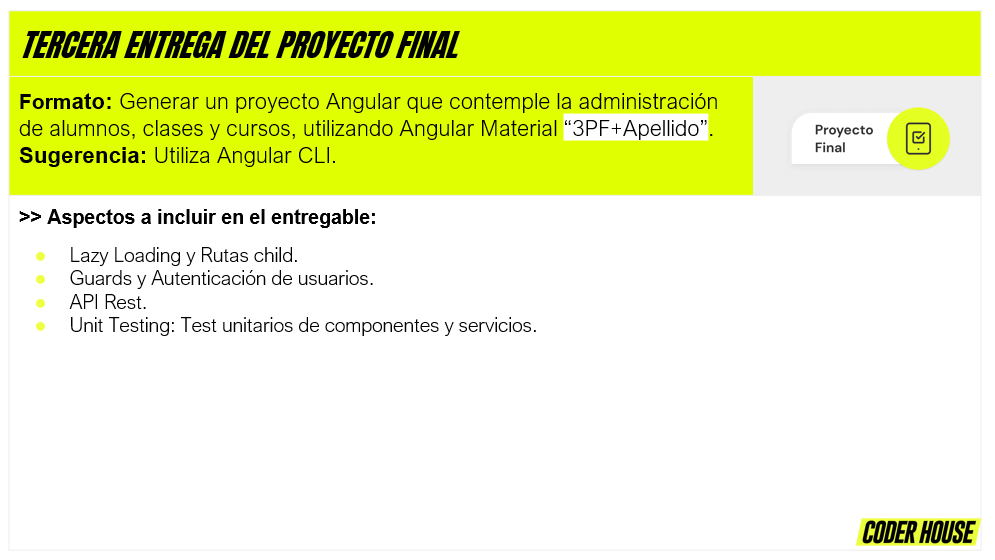 TERCERA ENTREGA DEL PROYECTO FINAL
Formato: Generar un proyecto Angular que contemple la administración
de alumnos, clases y cursos, utilizando Angular Material “3PF+Apellido”.
Sugerencia: Utiliza Angular CLI.
Proyecto
Final
>> Aspectos a incluir en el entregable:
● Lazy Loading y Rutas child.
● Guards y Autenticación de usuarios.
● API Rest.
● Unit Testing: Test unitarios de componentes y servicios.
CODER HOUSE